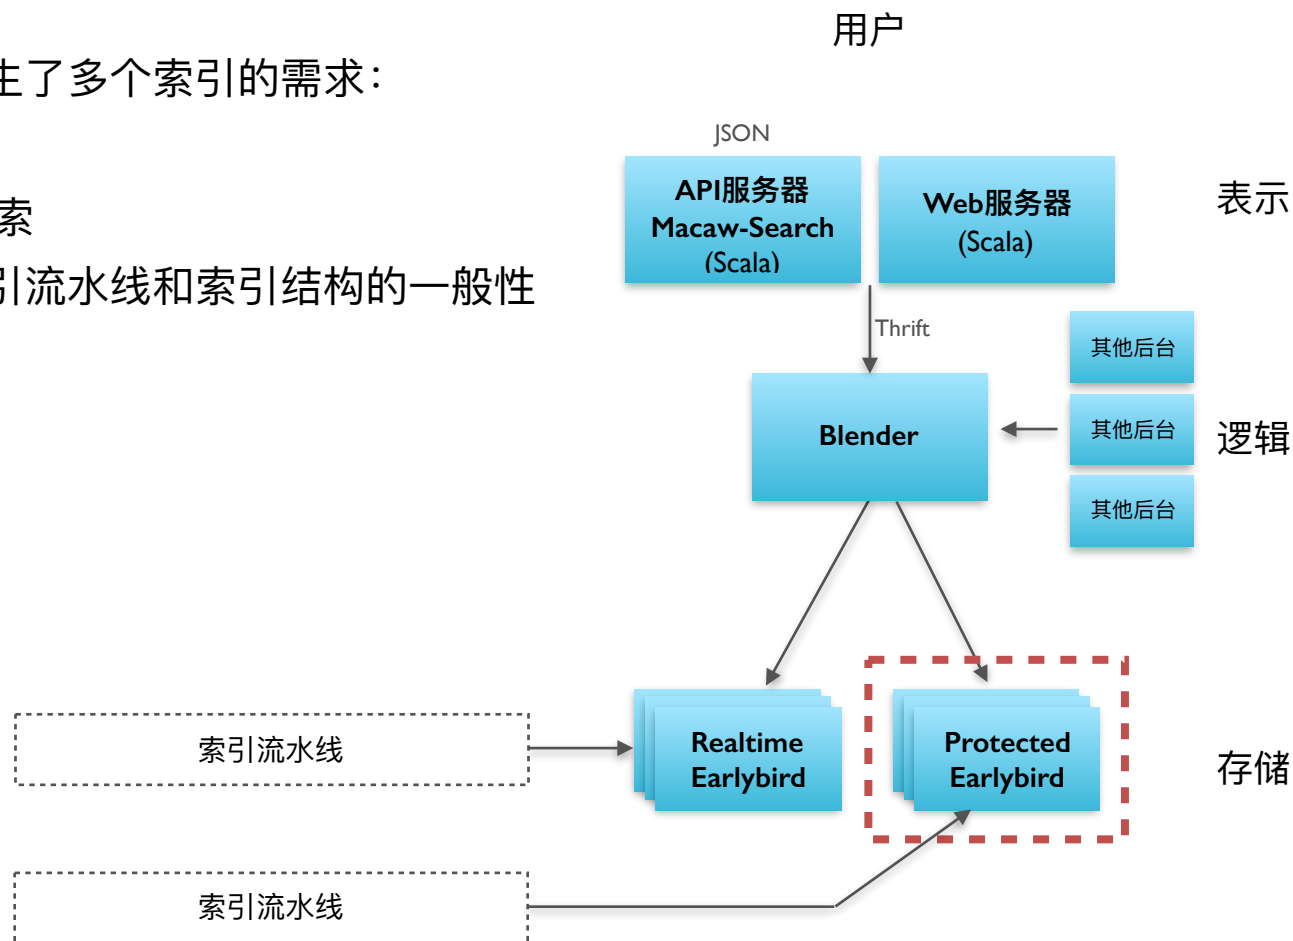 用户
生了多个索引的需求：
JSON
API服务器
Macaw-Search
(Scala)
Web服务器
(Scala)
表示
索
引流水线和索引结构的一般性
Thrift
其他后台
Blender
其他后台
逻辑
其他后台
索引流水线
Realtime
Earlybird
Protected
Earlybird
存储
索引流水线